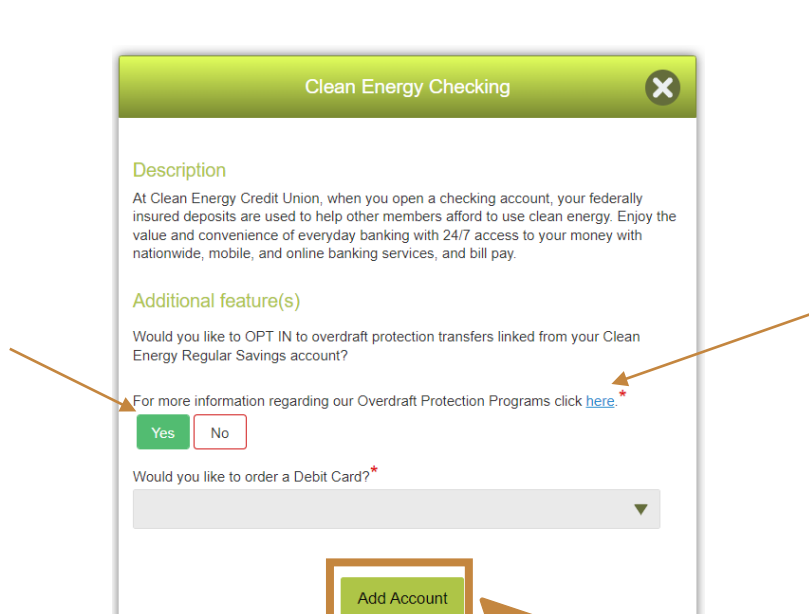 Clean Energy Checking
Description
At Clean Energy Credit Union, when you open a checking account, your federally
insured deposits are used to help other members afford to use clean energy. Enjoy the
value and convenience of everyday banking with 24/7 access to your money with
nationwide, mobile, and online banking services, and bill pay.
Additional feature(s)
Would you like to OPT IN to overdraft protection transfers linked from your Clean
Energy Regular Savings account?
For more information regarding our Overdraft Protection Programs click here.*
Yes No
Would you like to order a Debit Card?*
Add Account